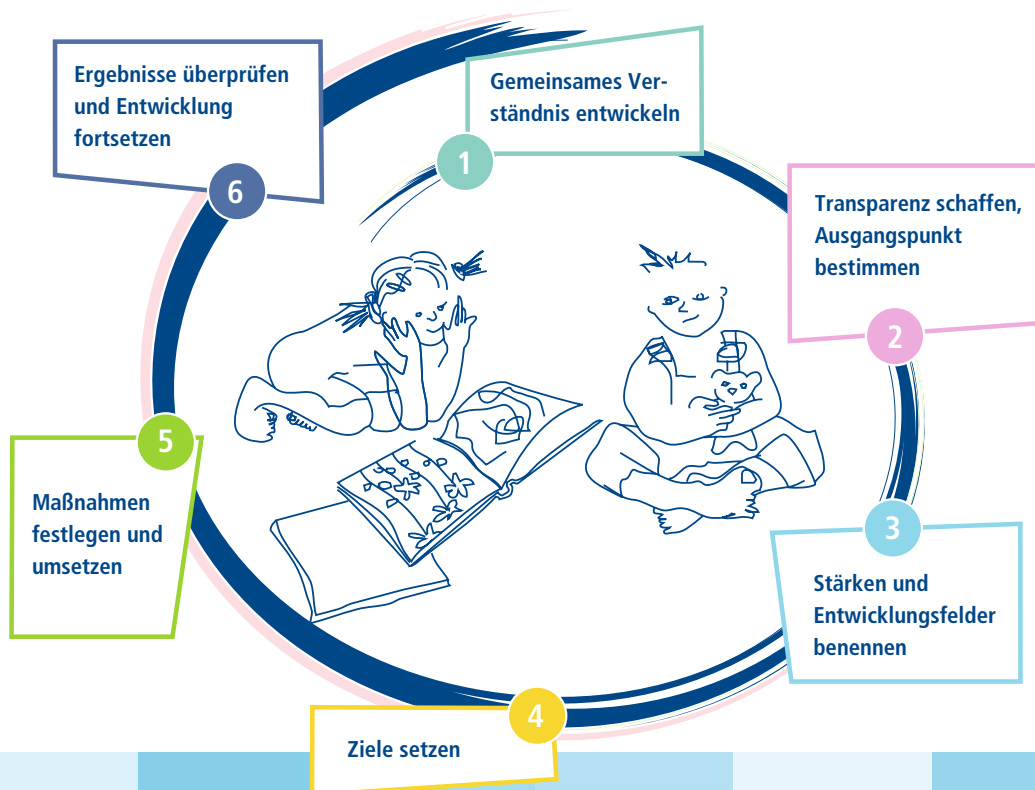 1
Gemeinsames Ver-
ständnis entwickeln
2
Transparenz schaffen,
Ausgangspunkt
bestimmen
3
Stärken und
Entwicklungsfelder
benennen
4
Ziele setzen
5
Maßnahmen
festlegen und
umsetzen
6
Ergebnisse überprüfen
und Entwicklung
fortsetzen